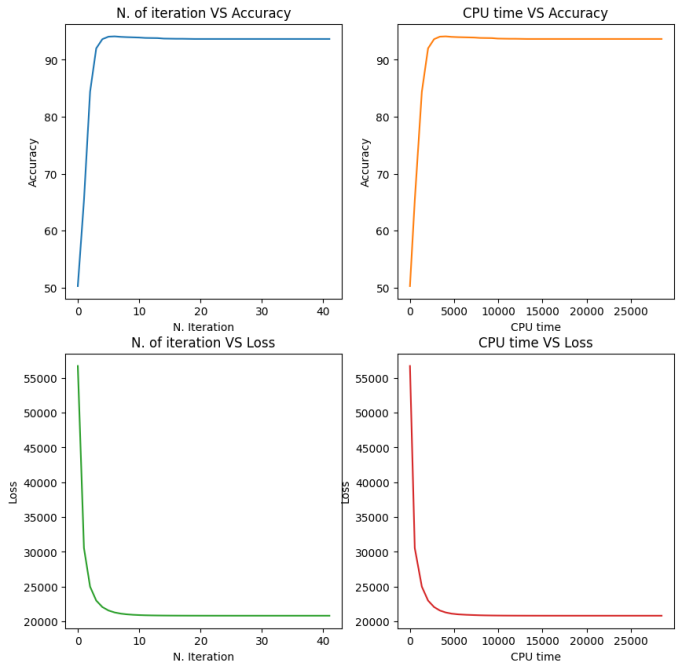 N. of iteration VS Accuracy
Accuracy
90
80
70
60
50
0 10 20 30 40
N. Iteration
CPU time VS Accuracy
Accuracy
90
80
70
60
50
0 5000 10000 15000 20000 25000
CPU time
N. of iteration VS Loss
Loss
55000
50000
45000
40000
35000
30000
25000
20000
0 10 20 30 40
N. Iteration
CPU time VS Loss
Loss
55000
50000
45000
40000
35000
30000
25000
20000
0 5000 10000 15000 20000 25000
CPU time